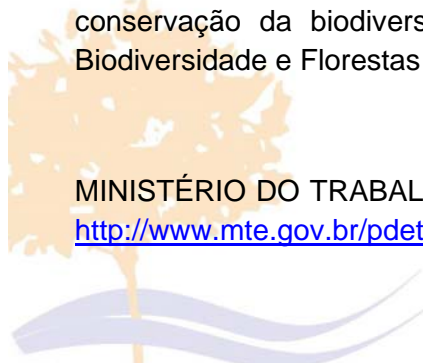 conservação da biodivers
Biodiversidade e Florestas
MINISTÉRIO DO TRABAL
http://www.mte.gov.br/pdet